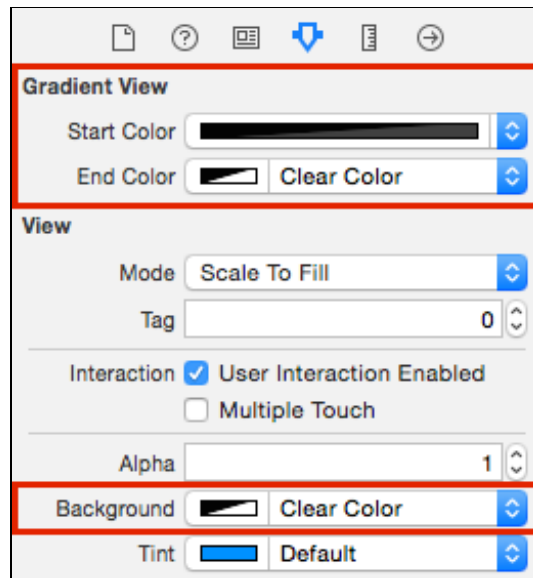 Gradient View
Start Color
End Color Clear Color
View
Mode Scale To Fill
Tag 0
Interaction User Interaction Enabled
Multiple Touch
Alpha 1
Background Clear Color
Tint Default